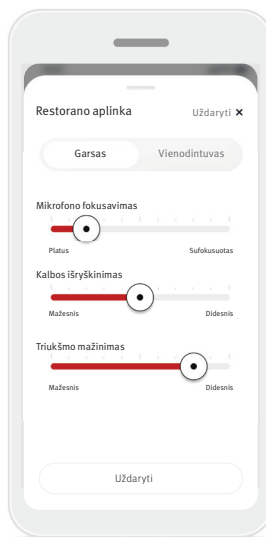 Restorano aplinka
Uždaryti ×
Garsas
Vienodintuvas
Mikrofono fokusavimas
Platus
Sufokusuotas
Kalbos išryškinimas
Mažesnis
Didesnis
Triukšmo mažinimas
Mažesnis
Didesnis
Uždaryti